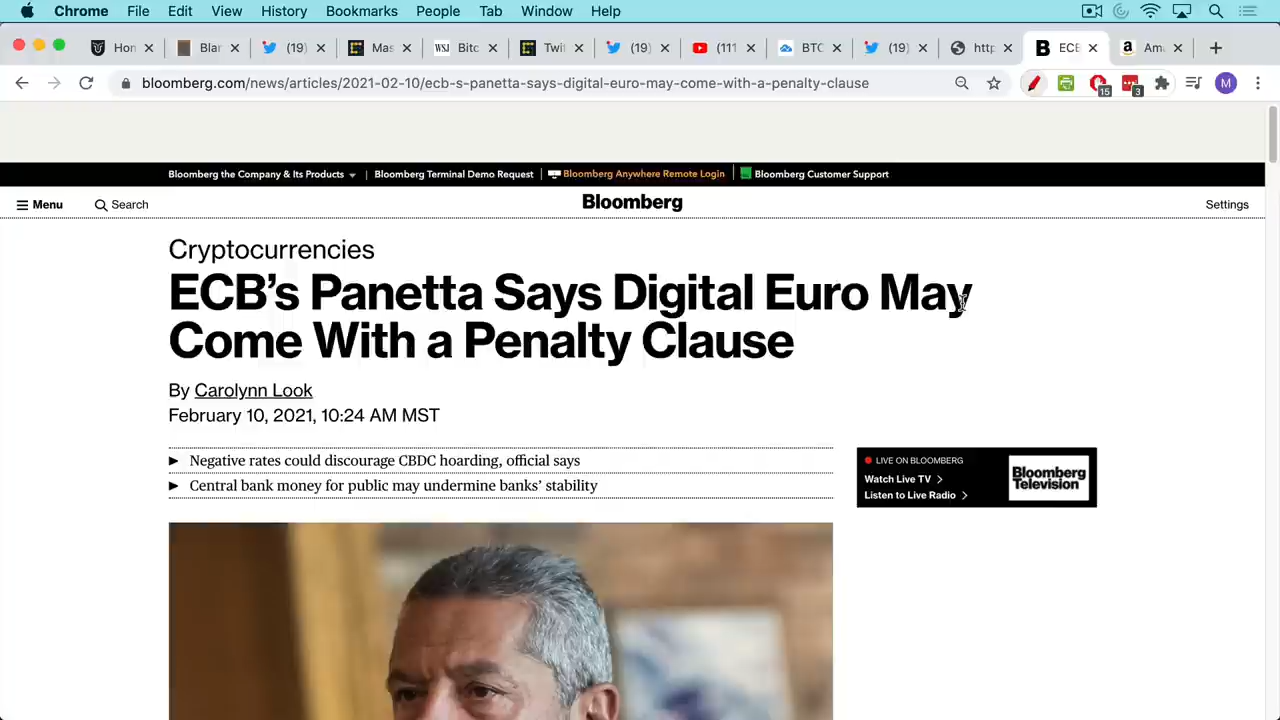 Chrome File Edit View History Bookmarks People Tab Window Help
Hon Blar (19) Mas WSJ Bitc Twit (19) (111 BTC (19) http B ECB a Ama
bloomberg.com/news/articles/2021-02-10/ecb-s-panetta-says-digital-euro-may-come-with-a-penalty-clause 15 3 M
Bloomberg the Company & Its Products | Bloomberg Terminal Demo Request | Bloomberg Anywhere Remote Login | Bloomberg Customer Support
Menu Search Bloomberg Settings
Cryptocurrencies
ECB's Panetta Says Digital Euro May
Come With a Penalty Clause
By Carolynn Look
February 10, 2021, 10:24 AM MST
Negative rates could discourage CBDC hoarding, official says
Central bank money for public may undermine banks' stability
LIVE ON BLOOMBERG
Watch Live TV
Listen to Live Radio
Bloomberg
Television